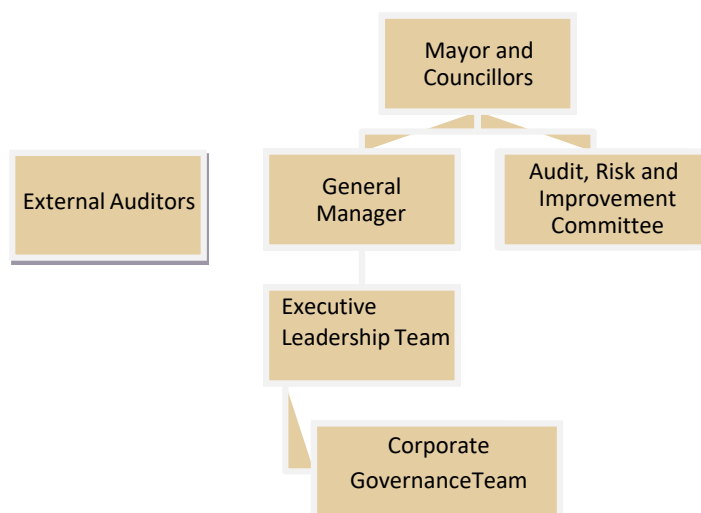 Mayor and
Councillors
External Auditors
General
Manager
Audit, Risk and
Improvement
Committee
Executive
Leadership Team
Corporate
GovernanceTeam